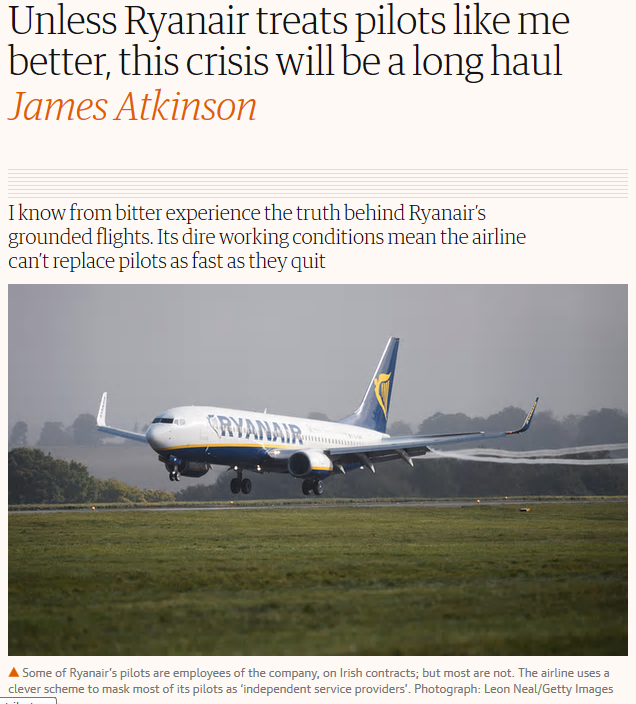 Unless Ryanair treats pilots like me
better, this crisis will be a long haul
James Atkinson
I know from bitter experience the truth behind Ryanair’s
grounded flights. Its dire working conditions mean the airline
can’t replace pilots as fast as they quit
RYANAIR
Some of Ryanair’s pilots are employees of the company, on Irish contracts; but most are not. The airline uses a
clever scheme to mask most of its pilots as ‘independent service providers’. Photograph: Leon Neal/Getty Images